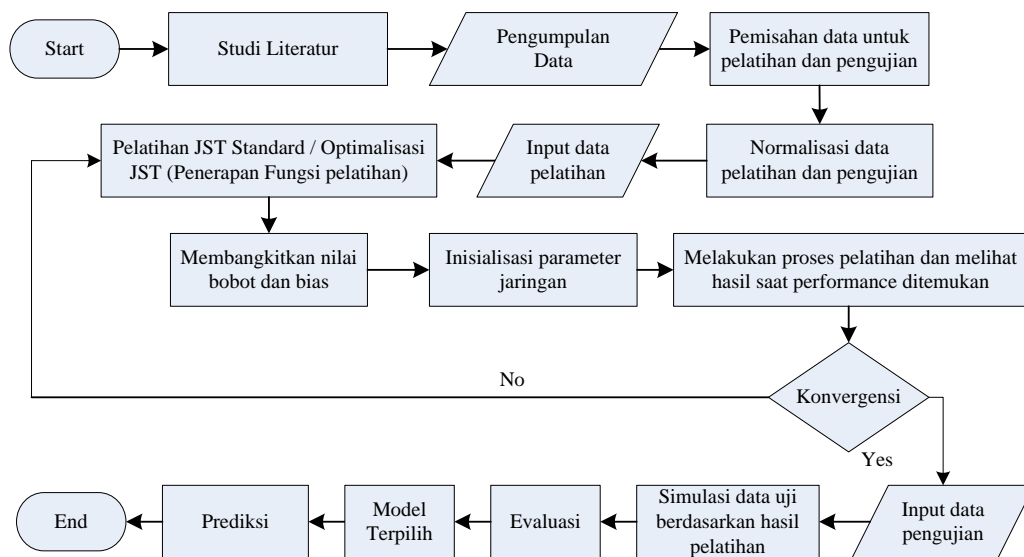 Start
Studi Literatur
Pengumpulan
Data
Pemisahan data untuk
pelatihan dan pengujian
Normalisasi data
pelatihan dan pengujian
Input data
pelatihan
Pelatihan JST Standard / Optimalisasi
JST (Penerapan Fungsi pelatihan)
Membangkitkan nilai
bobot dan bias
Inisialisasi parameter
jaringan
Melakukan proses pelatihan dan melihat
hasil saat performance ditemukan
Konvergensi
No
Yes
Input data
pengujian
Simulasi data uji
berdasarkan hasil
pelatihan
Evaluasi
Model
Terpilih
Prediksi
End